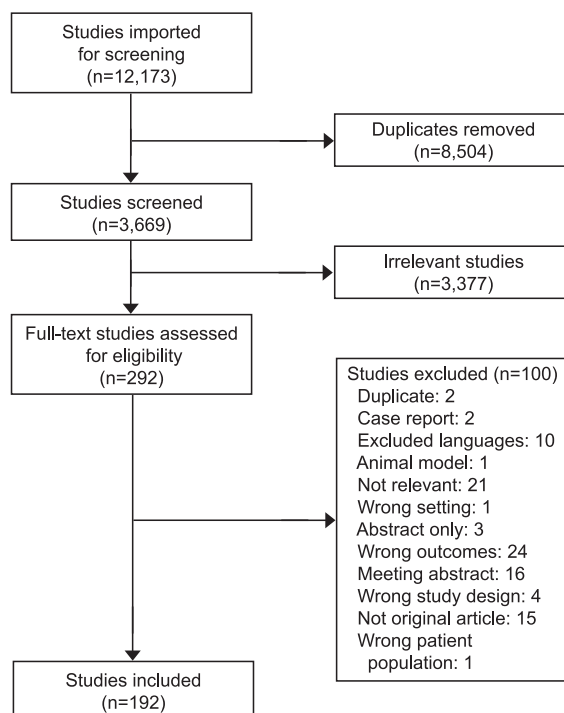 Studies imported
for screening
(n=12,173)
Duplicates removed
(n=8,504)
Studies screened
(n=3,669)
Irrelevant studies
(n=3,377)
Full-text studies assessed
for eligibility
(n=292)
Studies excluded (n=100)
Duplicate: 2
Case report: 2
Excluded languages: 10
Animal model: 1
Not relevant: 21
Wrong setting: 1
Abstract only: 3
Wrong outcomes: 24
Meeting abstract: 16
Wrong study design: 4
Not original article: 15
Wrong patient
population: 1
Studies included
(n=192)